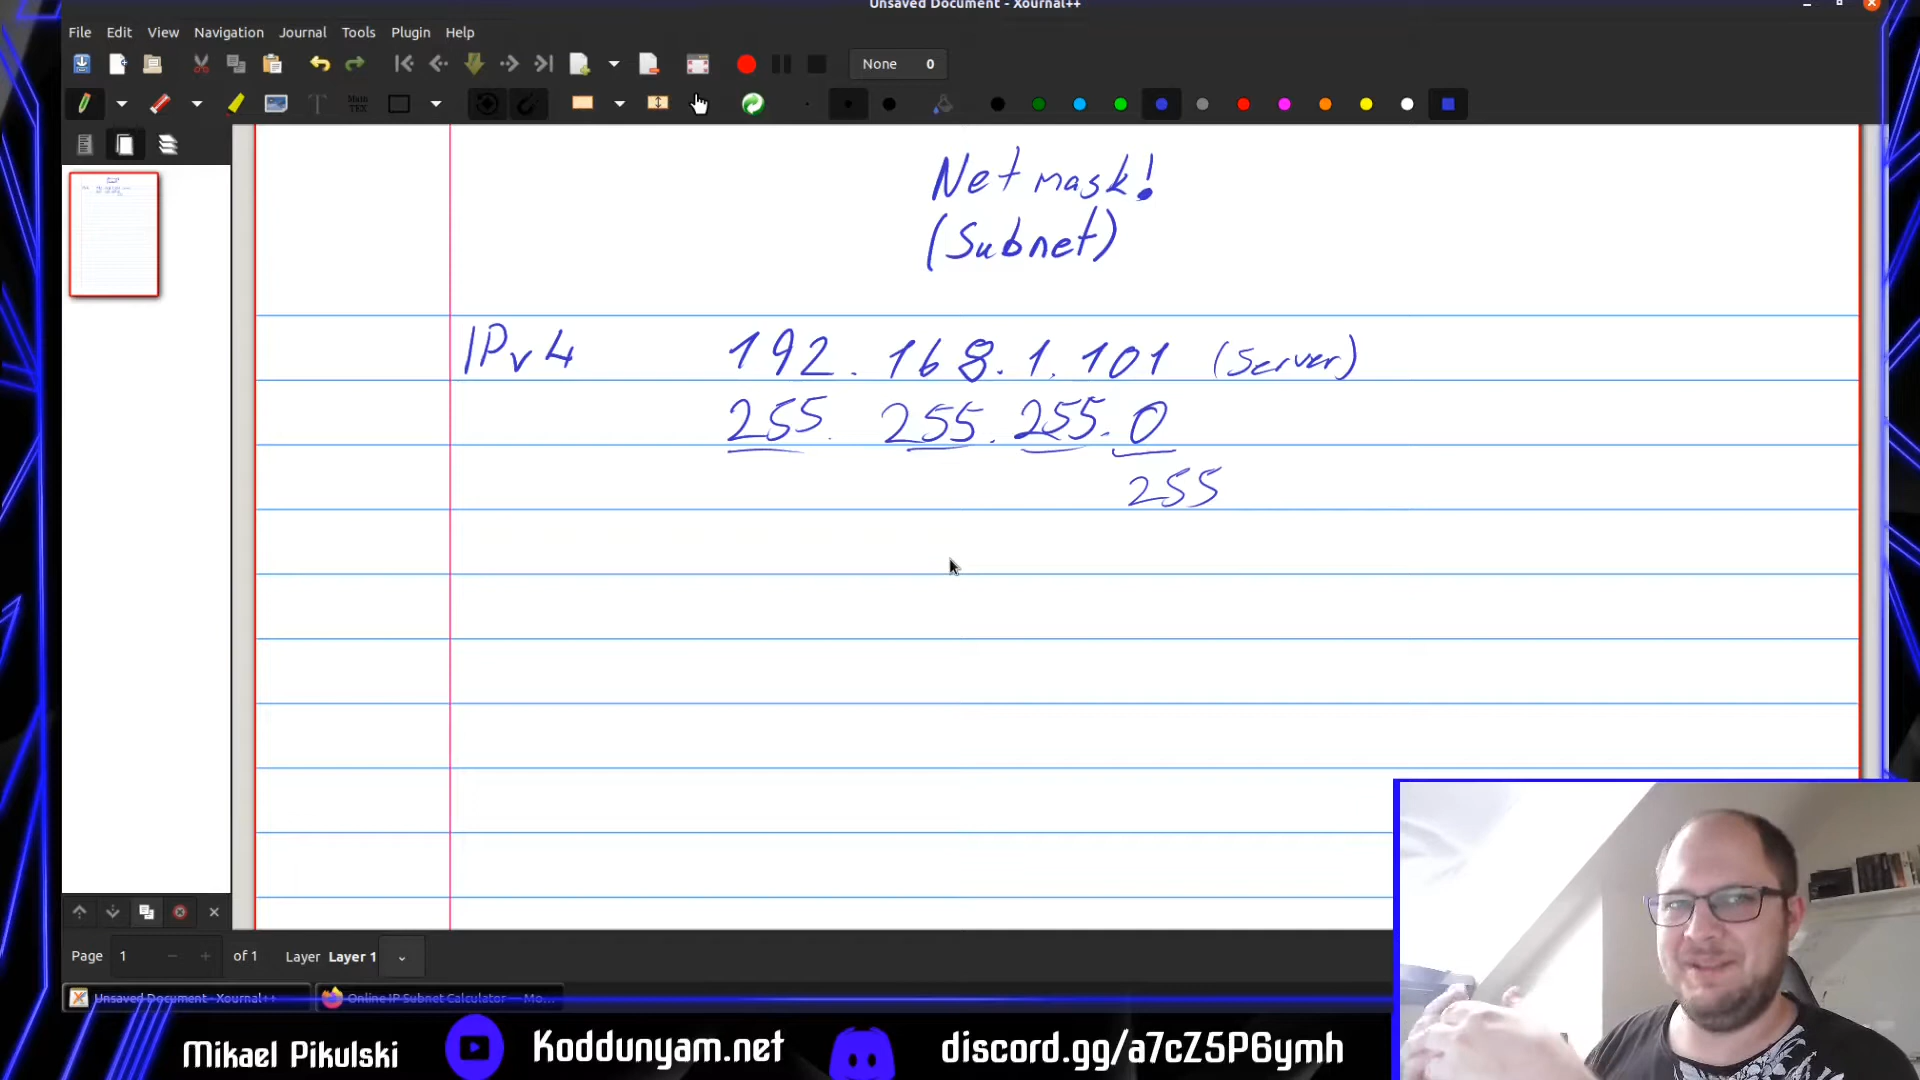 Unsaved Document - Xournal++
File Edit View Navigation Journal Tools Plugin Help
None 0
Netmask!
(Subnet)
IPv4 192.168.1.101 (Server)
255.255.255.0
255
Page 1 of 1 Layer Layer 1
Unsaved Document - Xournal++ Online IP Subnet Calculator — Mo...
Mikael Pikulski Koddunyam.net discord.gg/a7cZ5P6ymh